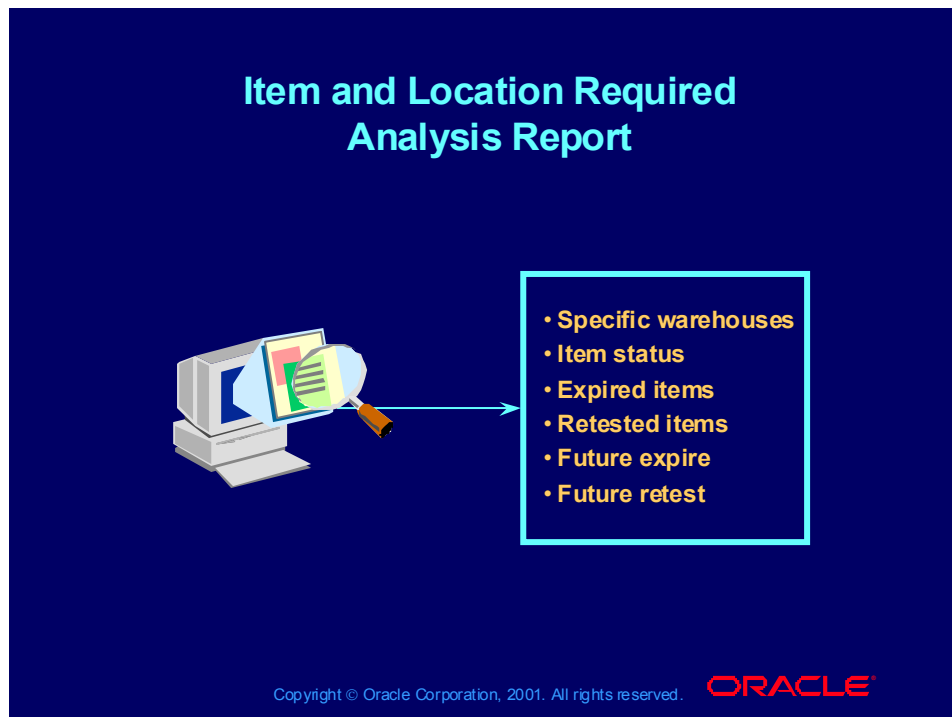 Item and Location Required
Analysis Report
• Specific warehouses
• Item status
• Expired items
• Retested items
• Future expire
• Future retest
Copyright © Oracle Corporation, 2001. All rights reserved.
ORACLE®